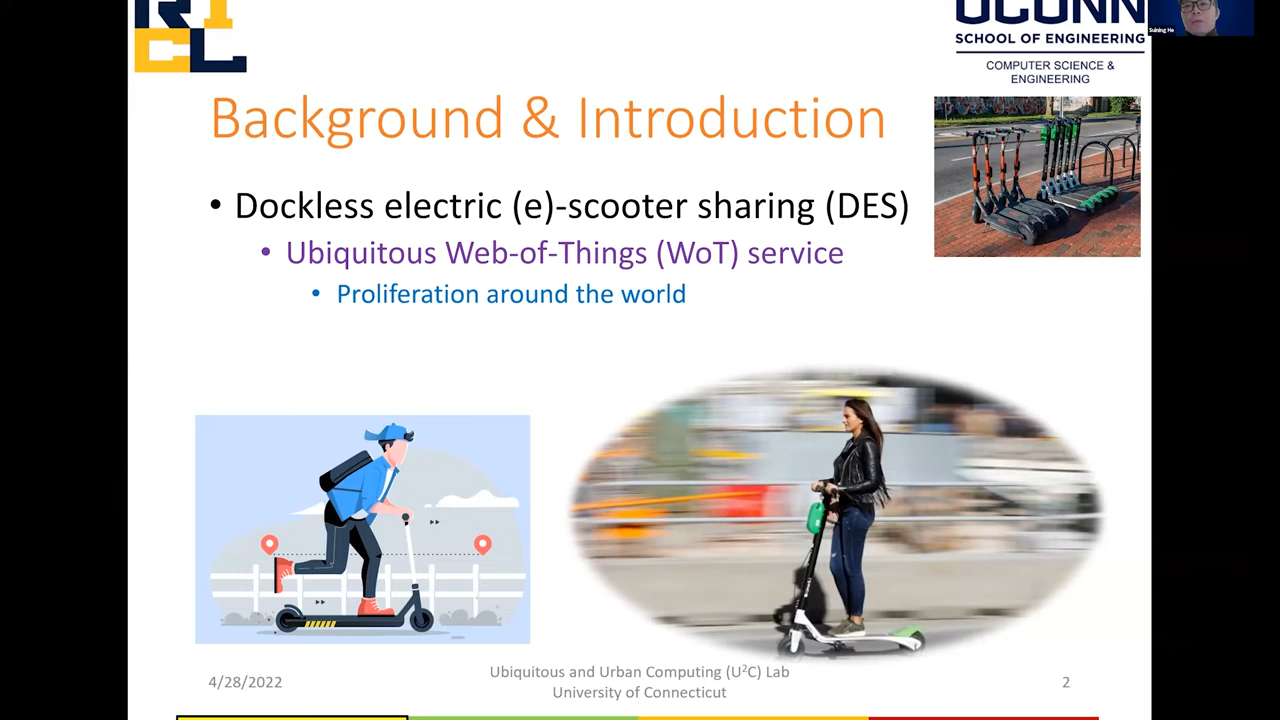 RI
CL
UCONN
SCHOOL OF ENGINEERING
COMPUTER SCIENCE &
ENGINEERING
Suining He
Background & Introduction
• Dockless electric (e)-scooter sharing (DES)
• Ubiquitous Web-of-Things (WoT) service
• Proliferation around the world
4/28/2022
Ubiquitous and Urban Computing (U²C) Lab
University of Connecticut
2